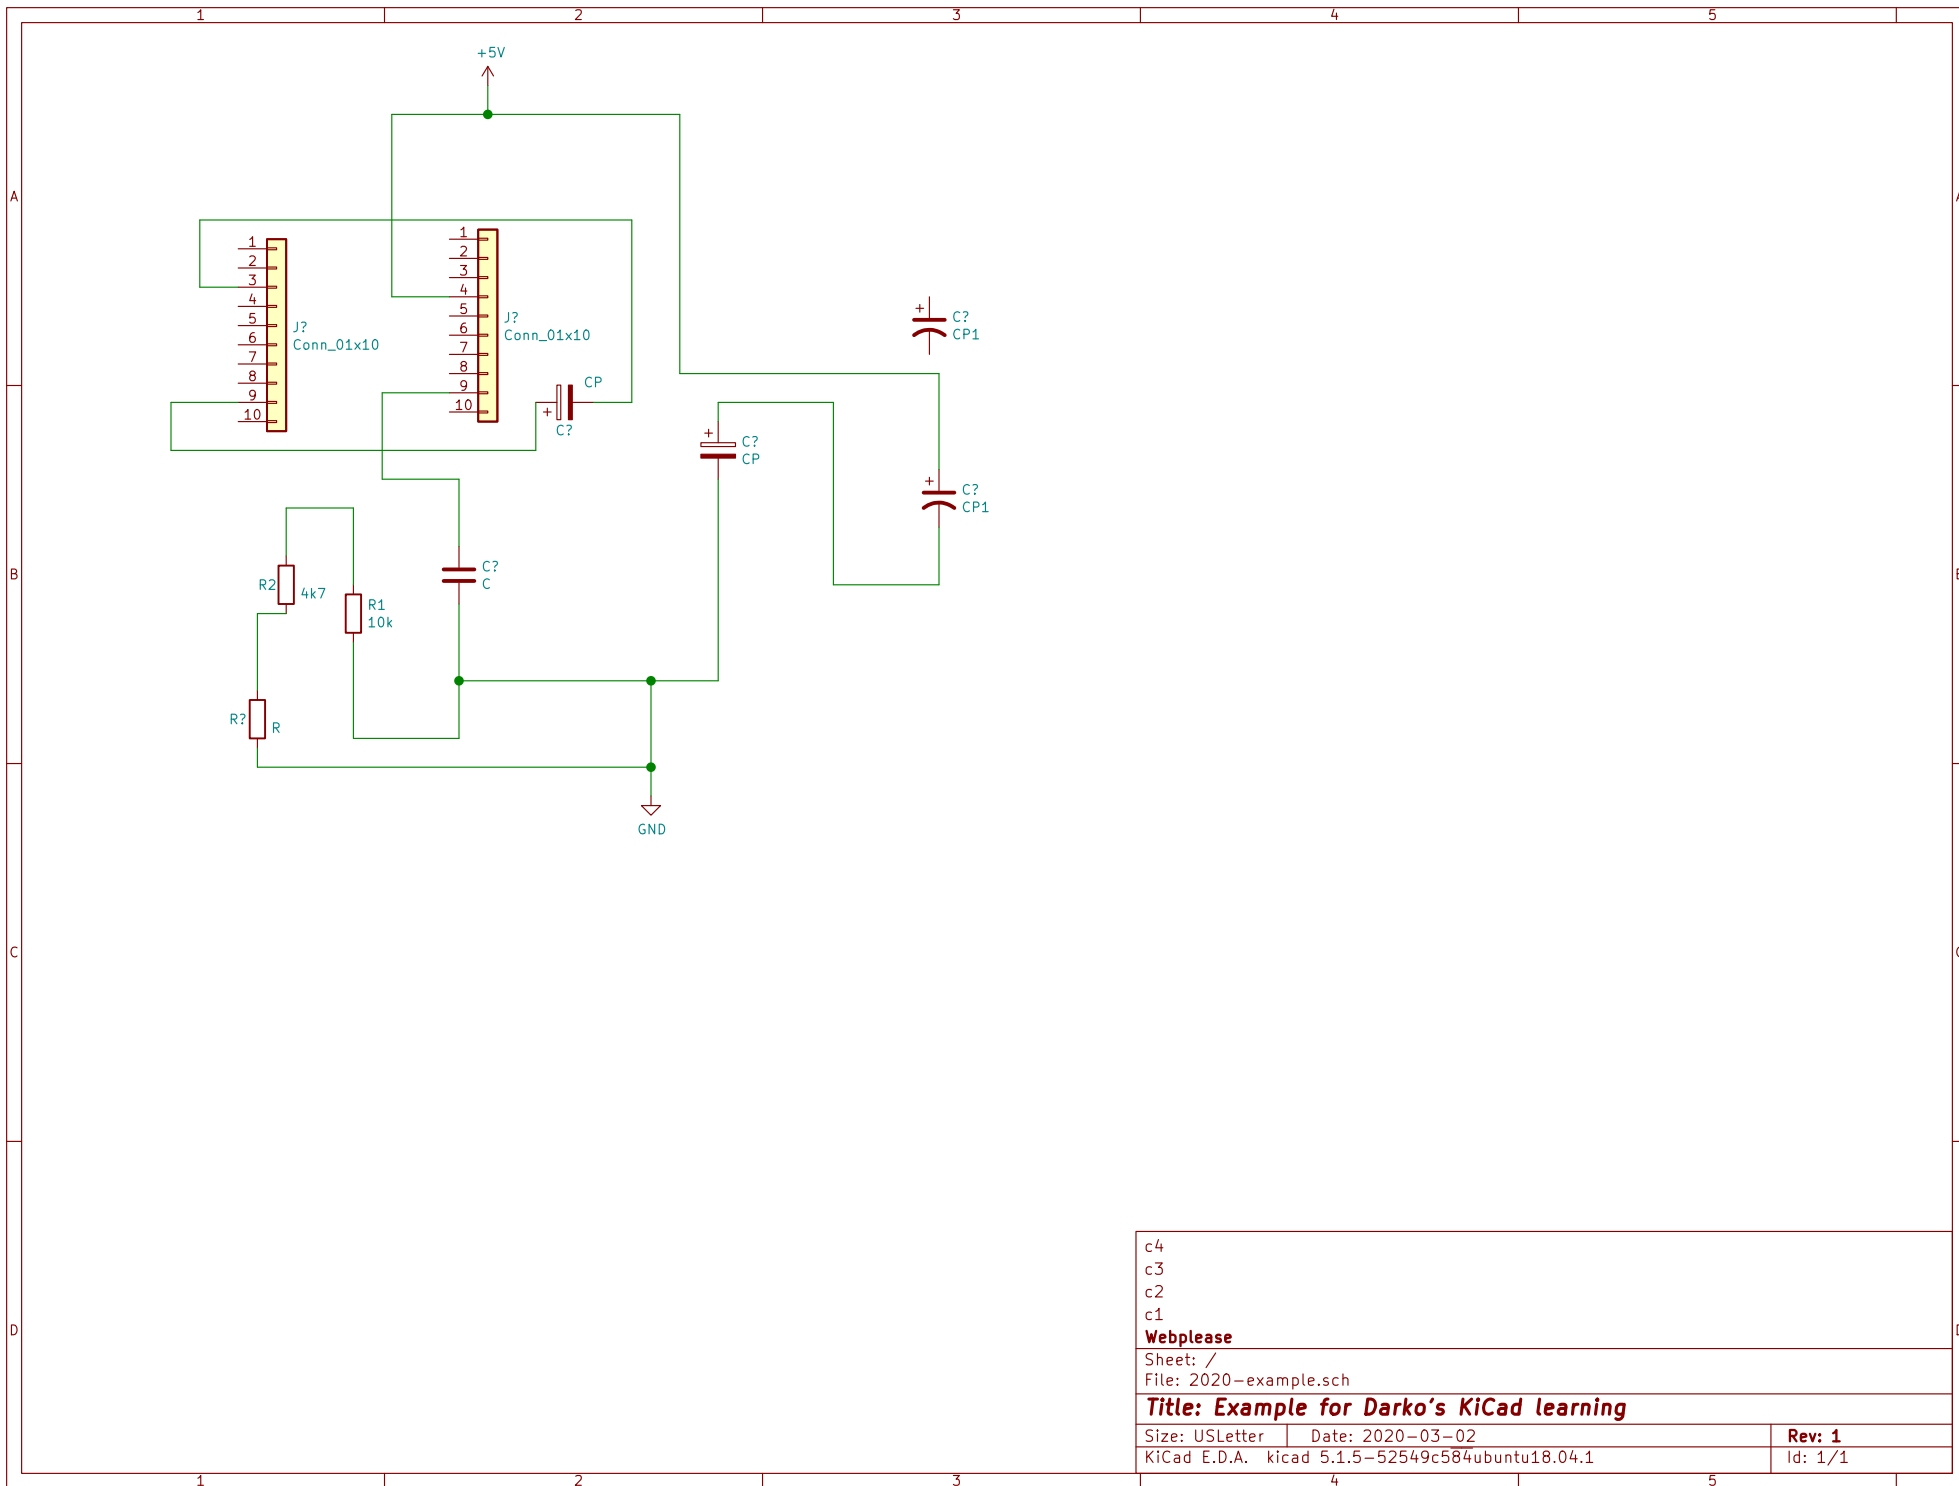 1 2 3 4 5
+5V
A A
1
2
3
4
5
6
7
8
9
10
J?
Conn_01x10
1
2
3
4
5
6
7
8
9
10
J?
Conn_01x10
C?
CP1
CP
+
C?
+
C?
CP
+
C?
CP1
+
B
R2
4k7
R1
10k
C?
C
R?
R
GND
C
c4
c3
c2
c1
D
Webplease
Sheet: /
File: 2020-example.sch
Title: Example for Darko's KiCad learning
Size: USLetter Date: 2020-03-02 Rev: 1
KiCad E.D.A. kicad 5.1.5-52549c584ubuntu18.04.1 Id: 1/1
1 2 3 4 5